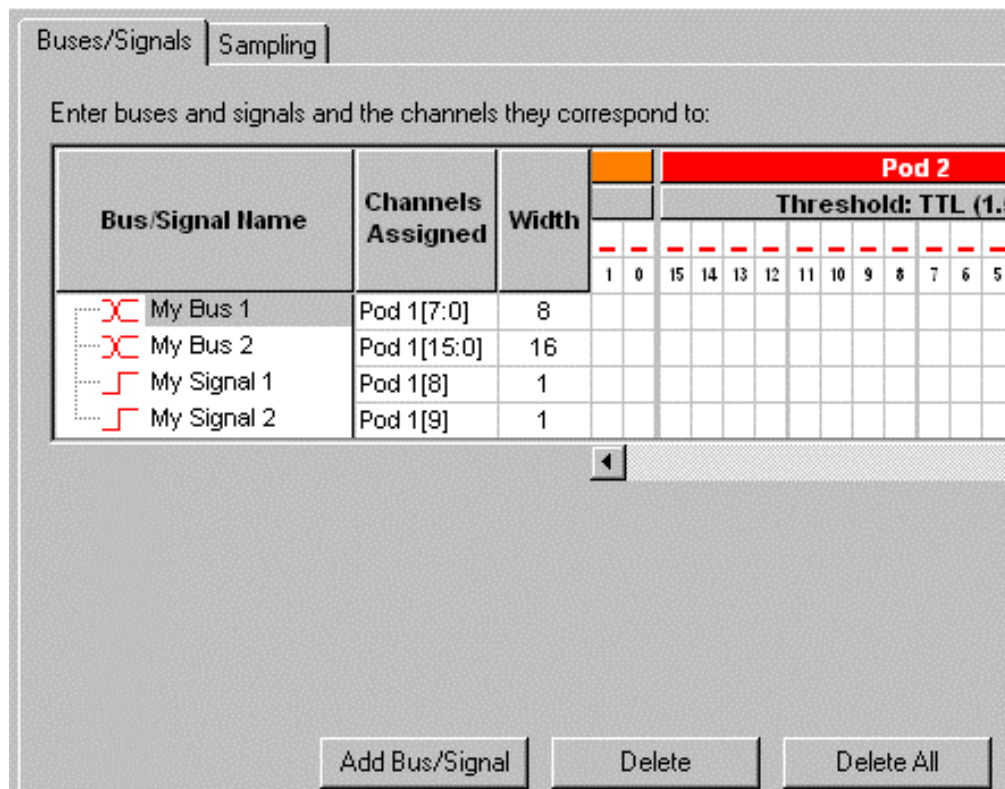 Buses/Signals Sampling
Enter buses and signals and the channels they correspond to:
Bus/Signal Name Channels Assigned Width Pod 2
Threshold: TTL (1.
1 0 15 14 13 12 11 10 9 8 7 6 5
My Bus 1 Pod 1[7:0] 8
My Bus 2 Pod 1[15:0] 16
My Signal 1 Pod 1[8] 1
My Signal 2 Pod 1[9] 1
Add Bus/Signal Delete Delete All